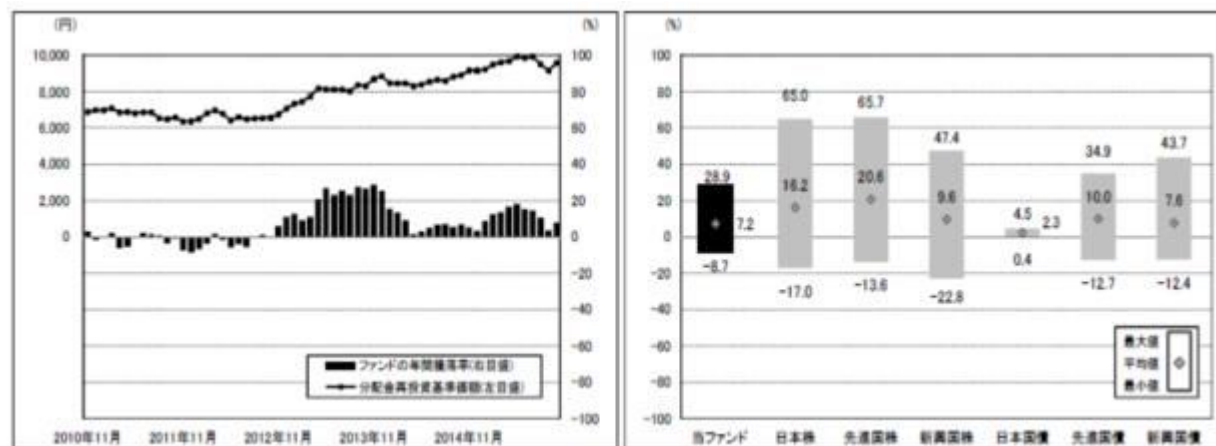 (円)
(%)
10,000
8,000
6,000
4,000
2,000
0
100
80
60
40
20
0
-20
-40
-60
-80
-100
ファンドの年間騰落率(右目盛)
分配金再投資基準価額(左目盛)
2010年11月 2011年11月 2012年11月 2013年11月 2014年11月
(%)
100
80
60
40
20
0
-20
-40
-60
-80
-100
28.9 65.0 65.7 47.4 4.5 34.9 43.7
7.2 16.2 20.6 9.6 2.3 10.0 7.6
-8.7 -17.0 -13.6 -22.8 0.4 -12.7 -12.4
最大値
平均値
最小値
当ファンド 日本株 先進国株 新興国株 日本国債 先進国債 新興国債